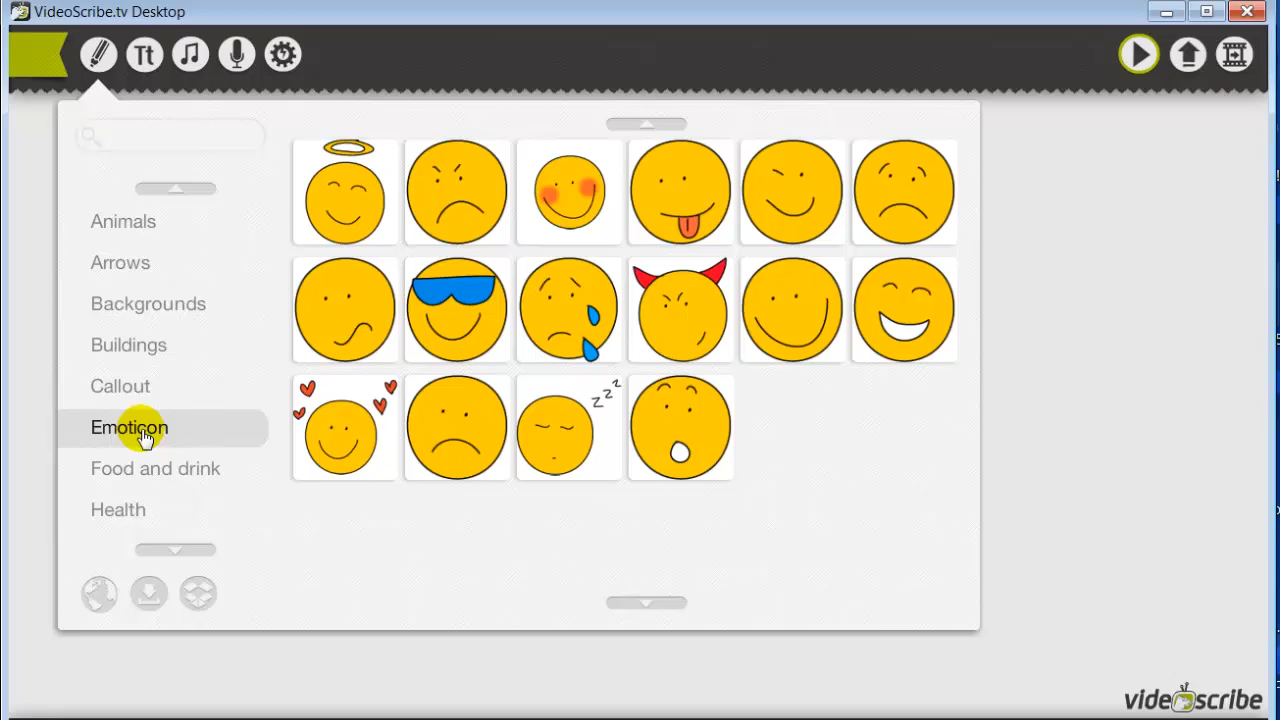 VideoScribe.tv Desktop
Tt
Animals
Arrows
Backgrounds
Buildings
Callout
Emoticon
Food and drink
Health
z z z z
videoscribe